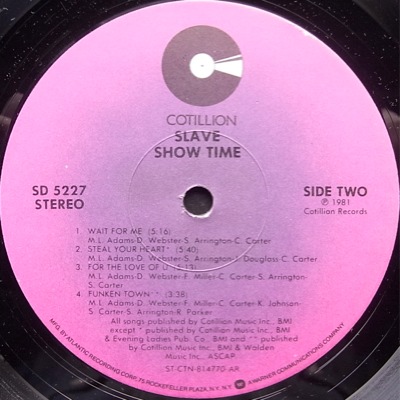 COTILLION
SLAVE
SHOW TIME
SD 5227
STEREO
SIDE TWO
℗ 1981
Cotillion Records
1. WAIT FOR ME (5:16)
M.L. Adams-D. Webster-S. Arrington-C. Carter
2. STEAL YOUR HEART* (5:40)
M.L. Adams-D. Webster-S. Arrington-J. Douglass C. Carter
3. FOR THE LOVE OF U (5:13)
M.L. Adams-D. Webster-F. Miller-C. Carter-S. Arrington-
S. Carter
4. FUNKEN TOWN** (3:38)
M.L. Adams-D. Webster-F. Miller-C. Carter-K. Johnson-
S. Carter-S. Arrington-R. Parker
All songs published by Cotillion Music Inc., BMI
except * published by Cotillion Music Inc., BMI
& Evening Ladies Pub. Co., BMI and ** published
by Cotillion Music Inc., BMI & Walden
Music Inc., ASCAP.
ST-CTN-814770-AR
MFG. BY ATLANTIC RECORDING CORP., 75 ROCKEFELLER PLAZA, N.Y., N.Y. A WARNER COMMUNICATIONS COMPANY